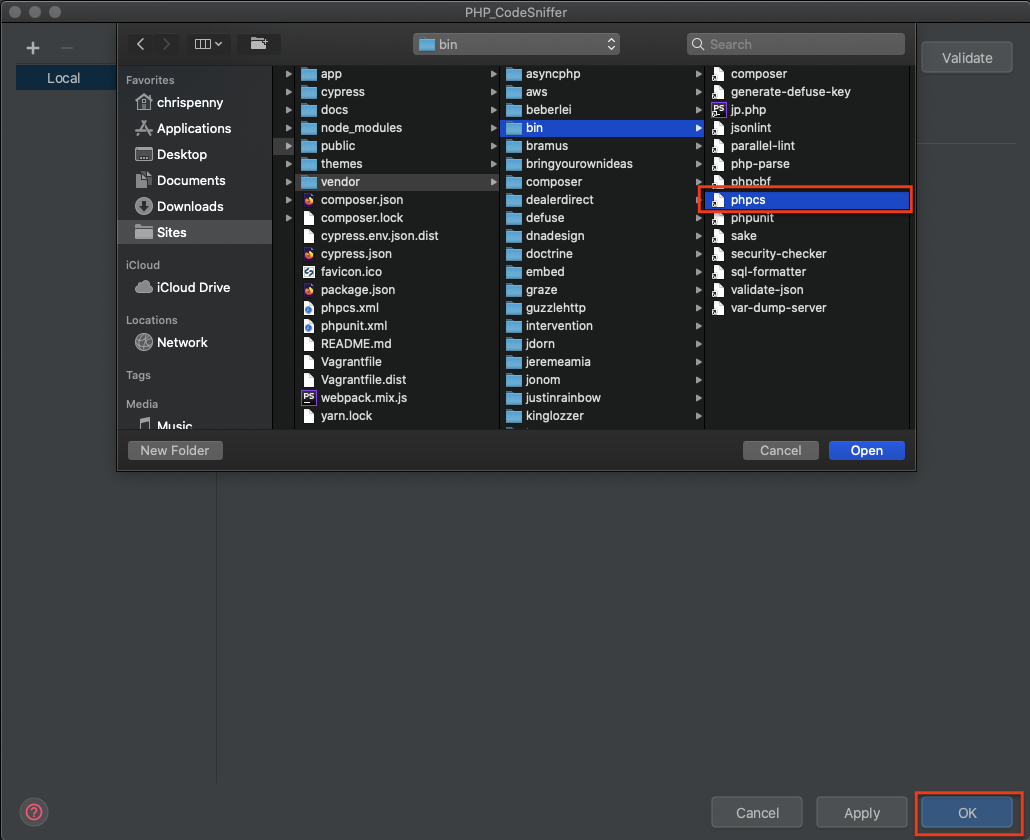 PHP_CodeSniffer
Local
Validate
bin
Search
Favorites
chrispenny
Applications
Desktop
Documents
Downloads
Sites
iCloud
iCloud Drive
Locations
Network
Tags
Media
Music
app
cypress
docs
node_modules
public
themes
vendor
composer.json
composer.lock
cypress.env.json.dist
cypress.json
favicon.ico
package.json
phpcs.xml
phpunit.xml
README.md
Vagrantfile
Vagrantfile.dist
PS
webpack.mix.js
yarn.lock
asyncphp
aws
beberlei
bin
bramus
bringyourownideas
composer
dealerdirect
defuse
dnadesign
doctrine
embed
graze
guzzlehttp
intervention
jdorn
jeremeamia
jonom
justinrainbow
kinglozzer
composer
generate-defuse-key
PS
jp.php
jsonlint
parallel-lint
php-parse
phpcbf
phpcs
phpunit
sake
security-checker
sql-formatter
validate-json
var-dump-server
New Folder
Cancel
Open
?
Cancel
Apply
OK